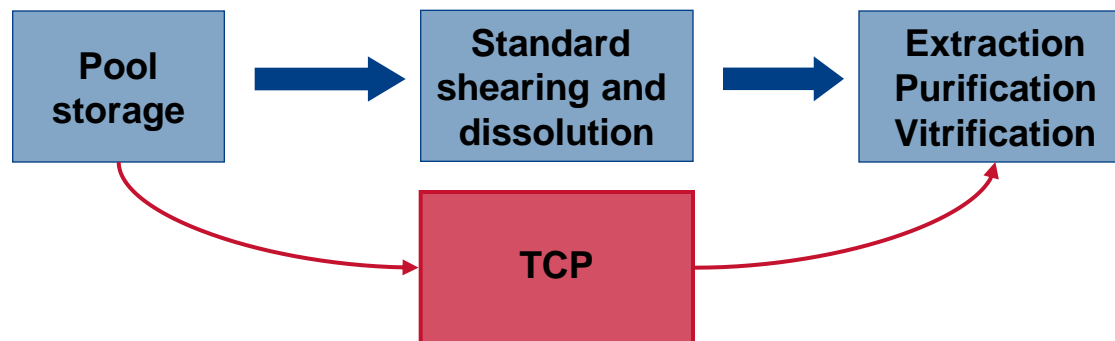 Pool
storage
Standard
shearing and
dissolution
Extraction
Purification
Vitrification
TCP